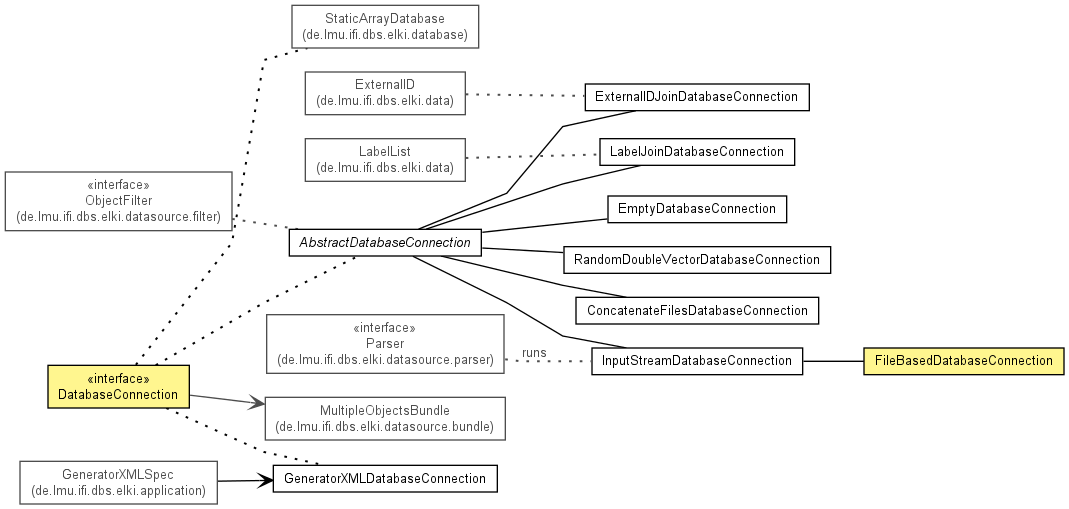 StaticArrayDatabase
(de.lmu.ifi.dbs.elki.database)
ExternalID
(de.lmu.ifi.dbs.elki.data)
ExternalIDJoinDatabaseConnection
LabelList
(de.lmu.ifi.dbs.elki.data)
LabelJoinDatabaseConnection
«interface»
ObjectFilter
(de.lmu.ifi.dbs.elki.datasource.filter)
EmptyDatabaseConnection
AbstractDatabaseConnection
RandomDoubleVectorDatabaseConnection
ConcatenateFilesDatabaseConnection
«interface»
Parser
(de.lmu.ifi.dbs.elki.datasource.parser)
runs
InputStreamDatabaseConnection
FileBasedDatabaseConnection
«interface»
DatabaseConnection
MultipleObjectsBundle
(de.lmu.ifi.dbs.elki.datasource.bundle)
GeneratorXMLSpec
(de.lmu.ifi.dbs.elki.application)
GeneratorXMLDatabaseConnection